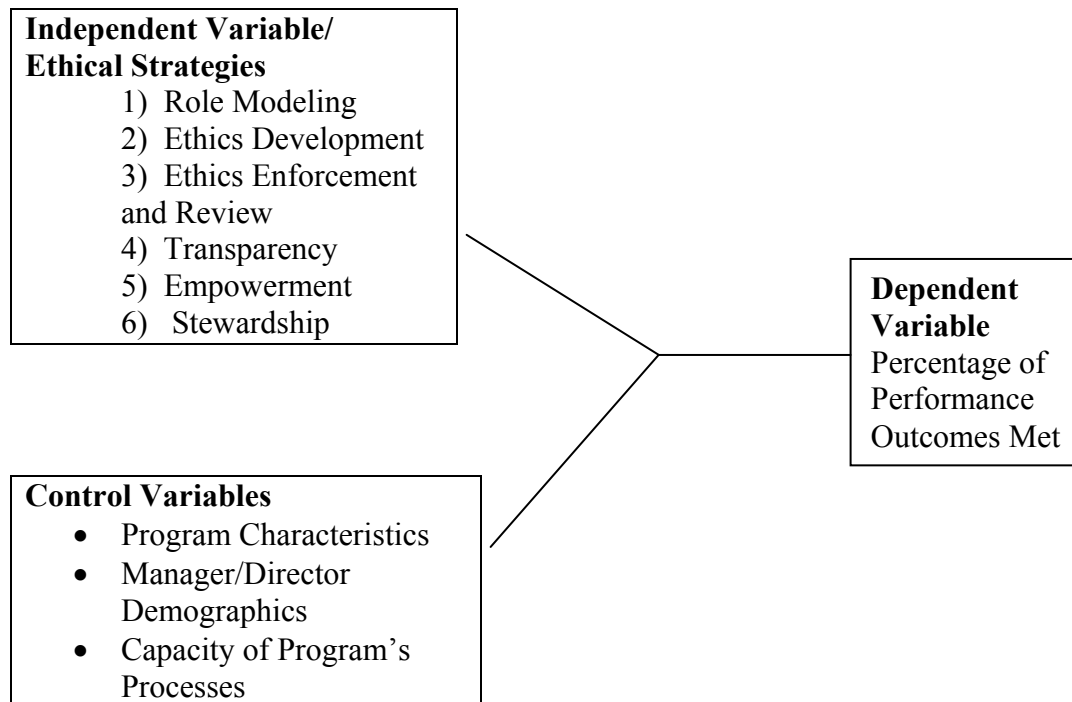 Independent Variable/
Ethical Strategies
1) Role Modeling
2) Ethics Development
3) Ethics Enforcement
and Review
4) Transparency
5) Empowerment
6) Stewardship
Dependent
Variable
Percentage of
Performance
Outcomes Met
Control Variables
• Program Characteristics
• Manager/Director
Demographics
• Capacity of Program’s
Processes